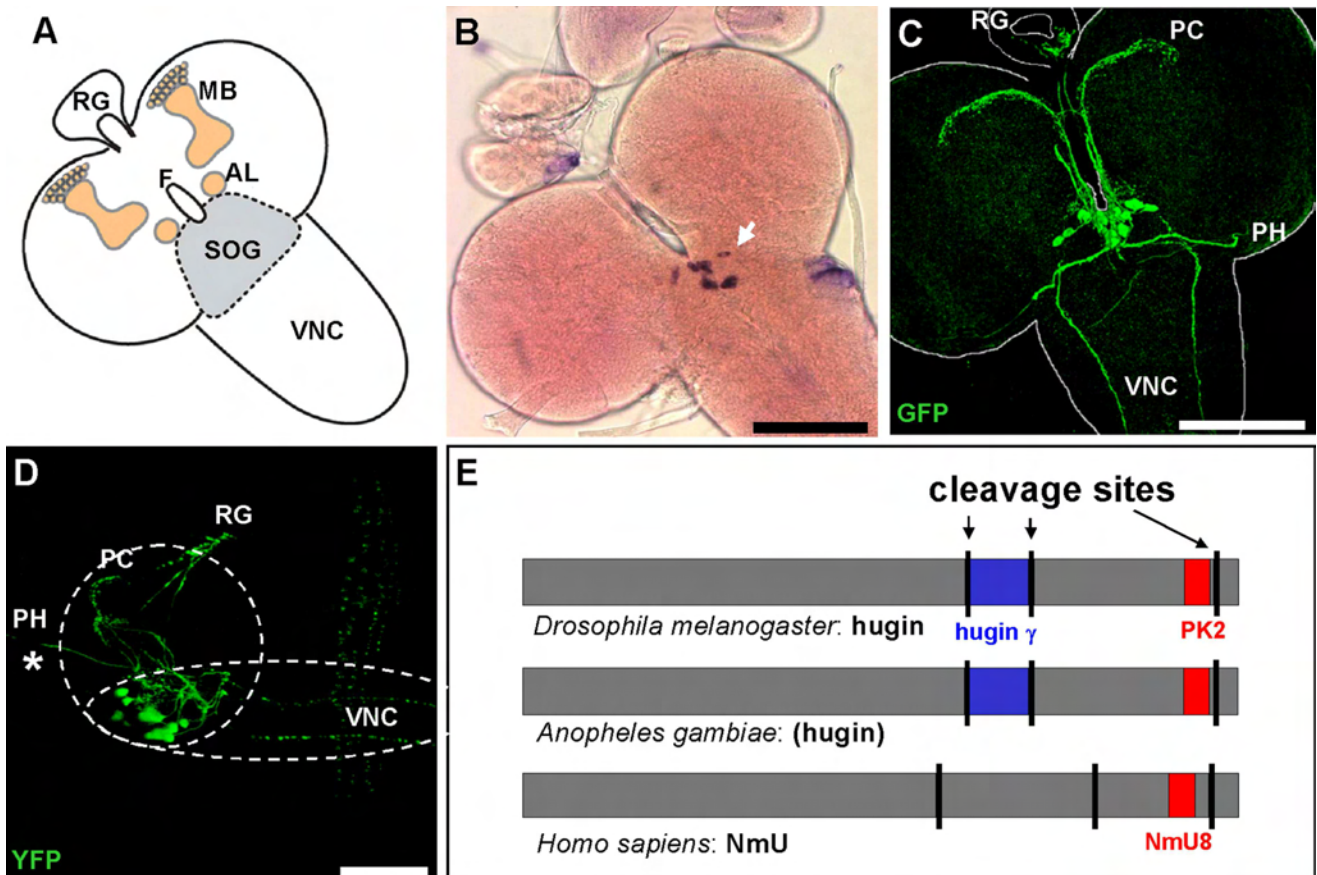 A
RG
MB
F
AL
SOG
VNC
B
C
RG
PC
PH
VNC
GFP
D
RG
PC
PH
*
VNC
YFP
E
cleavage sites
Drosophila melanogaster: hugin
hugin γ
PK2
Anopheles gambiae: (hugin)
Homo sapiens: NmU
NmU8